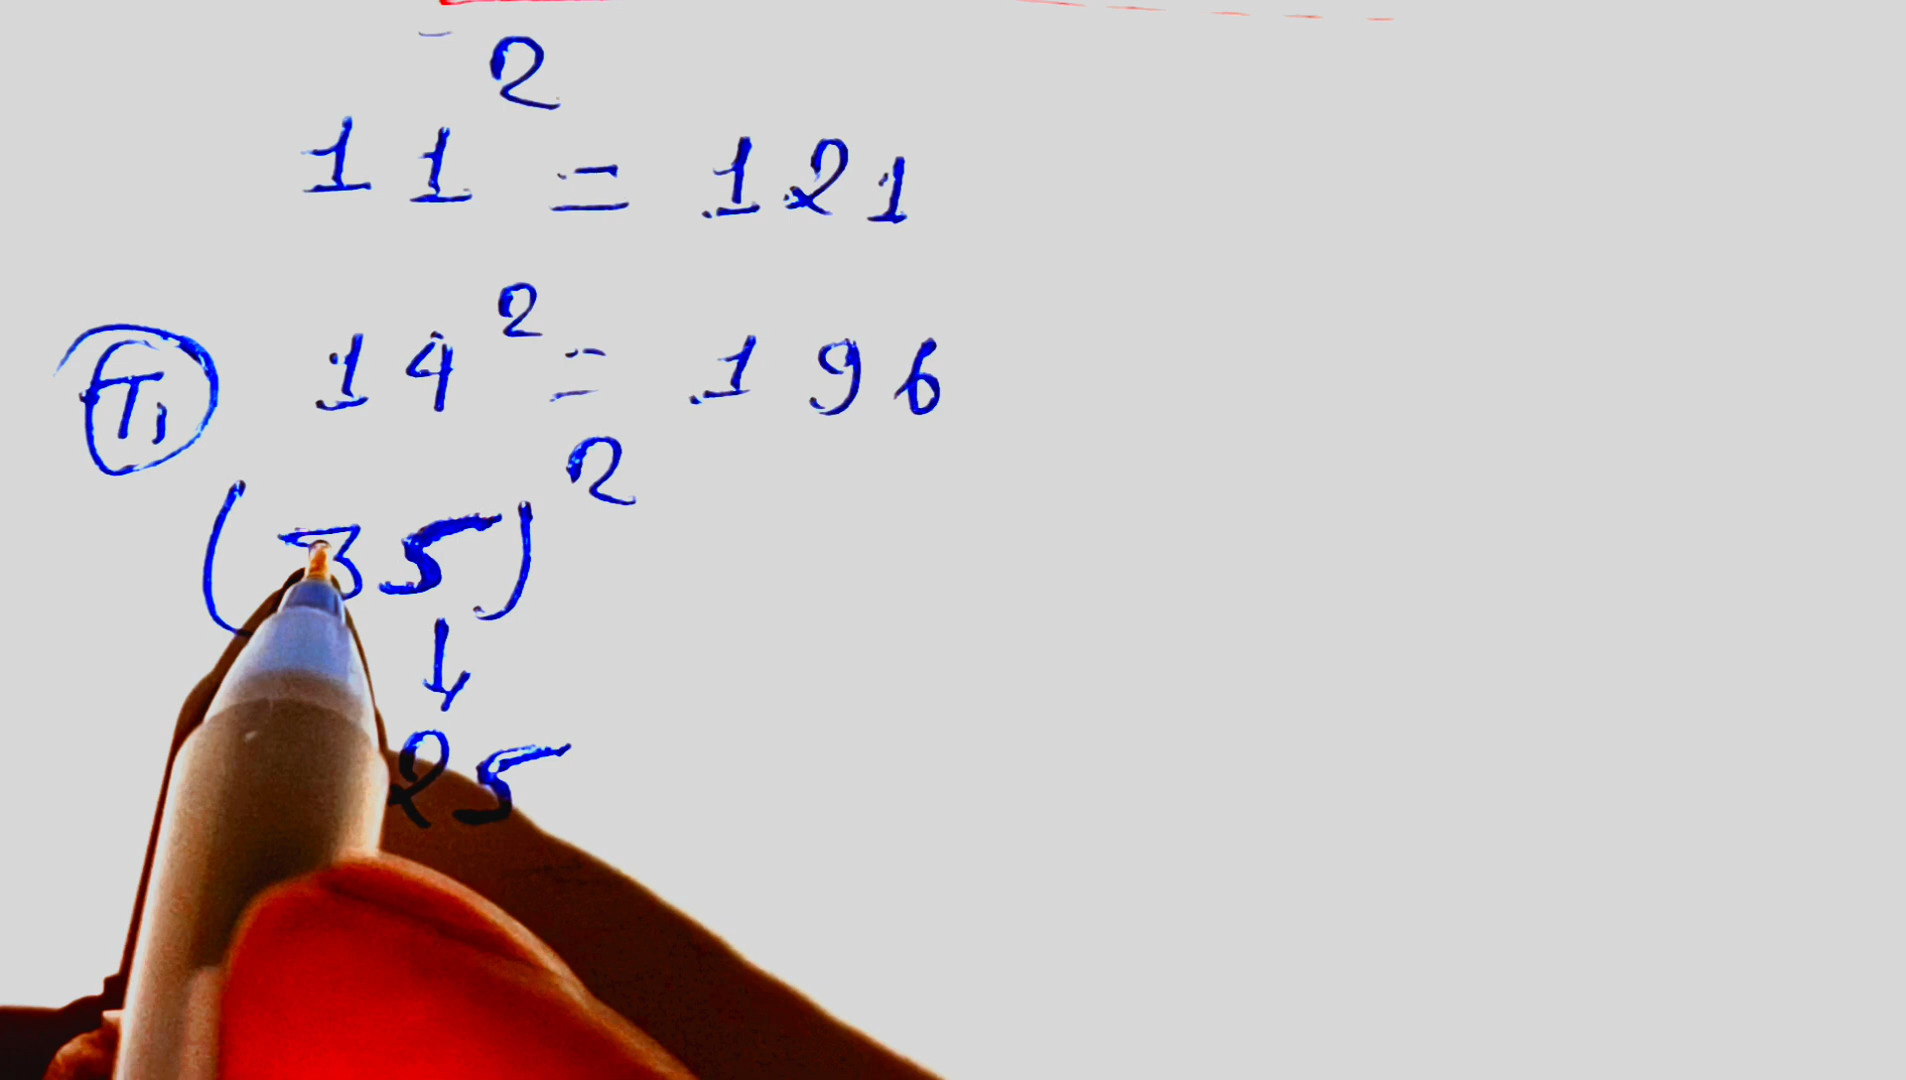 11² = 121
T₁ 14² = 196
(35)²
↓
25